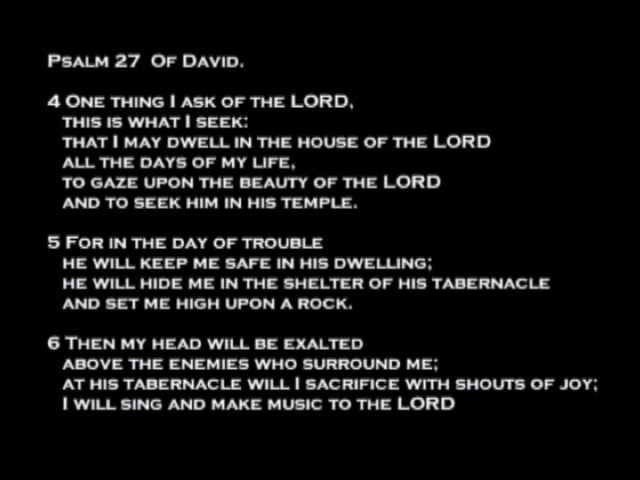 Psalm 27 Of David.
4 One thing I ask of the LORD,
this is what I seek:
that I may dwell in the house of the LORD
all the days of my life,
to gaze upon the beauty of the LORD
and to seek him in his temple.
5 For in the day of trouble
he will keep me safe in his dwelling;
he will hide me in the shelter of his tabernacle
and set me high upon a rock.
6 Then my head will be exalted
above the enemies who surround me;
at his tabernacle will I sacrifice with shouts of joy;
I will sing and make music to the LORD